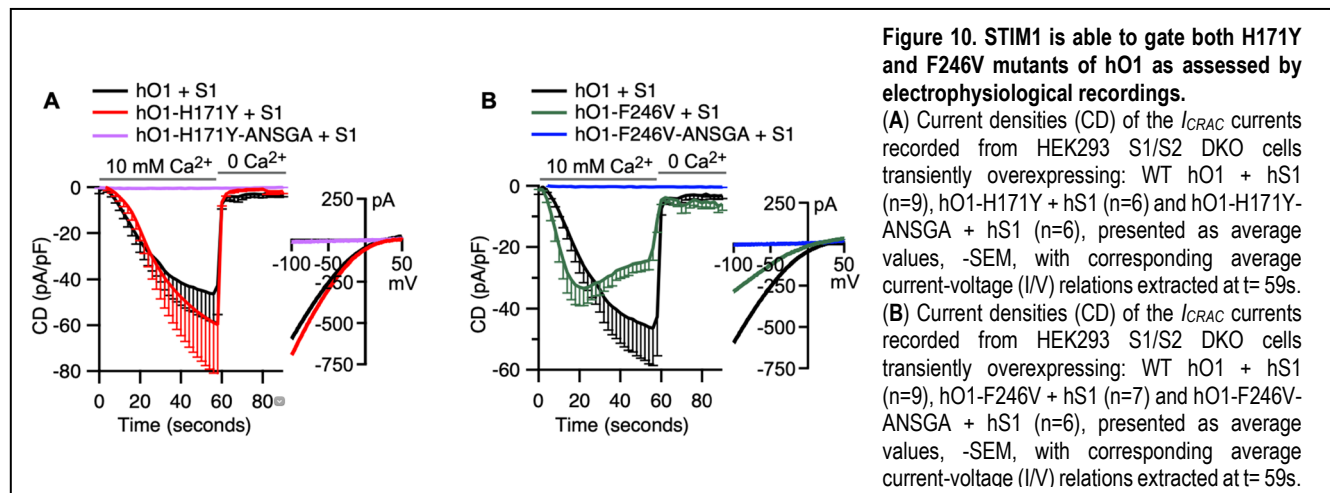 Figure 10. STIM1 is able to gate both H171Y
and F246V mutants of hO1 as assessed by
electrophysiological recordings.
(A) Current densities (CD) of the ICRAC currents
recorded from HEK293 S1/S2 DKO cells
transiently overexpressing: WT hO1 + hS1
(n=9), hO1-H171Y + hS1 (n=6) and hO1-H171Y-
ANSGA + hS1 (n=6), presented as average
values, -SEM, with corresponding average
current-voltage (I/V) relations extracted at t= 59s.
(B) Current densities (CD) of the ICRAC currents
recorded from HEK293 S1/S2 DKO cells
transiently overexpressing: WT hO1 + hS1
(n=9), hO1-F246V + hS1 (n=7) and hO1-F246V-
ANSGA + hS1 (n=6), presented as average
values, -SEM, with corresponding average
current-voltage (I/V) relations extracted at t= 59s.
A
hO1 + S1
hO1-H171Y + S1
hO1-H171Y-ANSGA + S1
10 mM Ca²⁺
0 Ca²⁺
CD (pA/pF)
0
-20
-40
-60
-80
0 20 40 60 80
Time (seconds)
250
pA
-100 -50 50
mV
-250
-500
-750
B
hO1 + S1
hO1-F246V + S1
hO1-F246V-ANSGA + S1
10 mM Ca²⁺
0 Ca²⁺
CD (pA/pF)
0
-20
-40
-60
0 20 40 60 80
Time (seconds)
250
pA
-100 -50 50
mV
-250
-500
-750